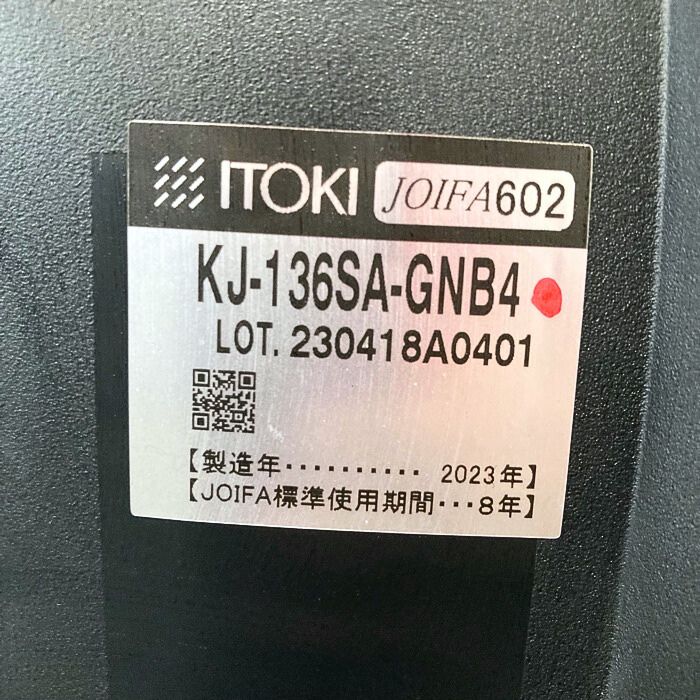 ITOKI JOIFA602
KJ-136SA-GNB4
LOT. 230418A0401
【製造年·········· 2023年】
【JOIFA標準使用期間···8年】